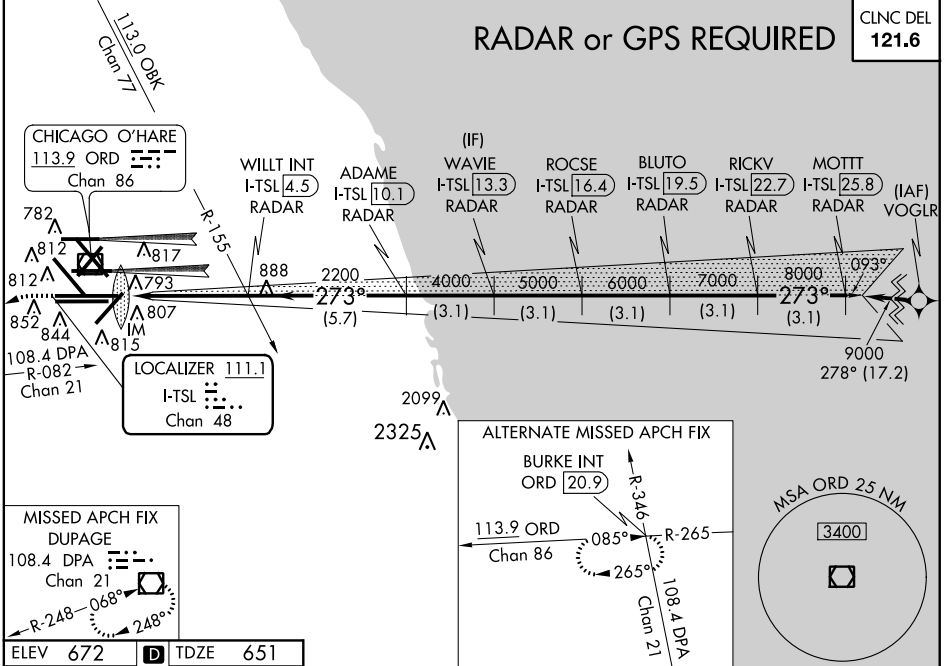 RADAR or GPS REQUIRED
CLNC DEL
121.6
113.0 OBK
Chan 77
CHICAGO O'HARE
113.9 ORD
Chan 86
R-155
WILLT INT
I-TSL 4.5
RADAR
ADAME
I-TSL 10.1
RADAR
(IF)
WAVIE
I-TSL 13.3
RADAR
ROCSE
I-TSL 16.4
RADAR
BLUTO
I-TSL 19.5
RADAR
RICKV
I-TSL 22.7
RADAR
MOTTT
I-TSL 25.8
RADAR
(IAF)
VOGLR
782
812
817
812
793
888
852
844
807
815
IM
2200
4000
5000
6000
7000
8000
093°
273°
273°
(5.7)
(3.1)
(3.1)
(3.1)
(3.1)
(3.1)
9000
278° (17.2)
108.4 DPA
R-082
Chan 21
LOCALIZER 111.1
I-TSL
Chan 48
2099
2325
ALTERNATE MISSED APCH FIX
BURKE INT
ORD 20.9
R-346
113.9 ORD
Chan 86
085°
R-265
265°
108.4 DPA
Chan 21
MSA ORD 25 NM
3400
MISSED APCH FIX
DUPAGE
108.4 DPA
Chan 21
R-248
068°
248°
ELEV 672 D TDZE 651